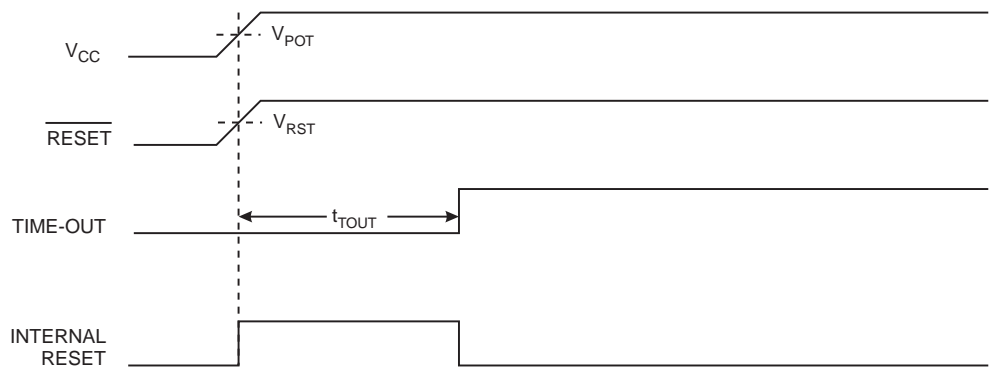 V_POT
V_CC
V_RST
RESET
t_TOUT
TIME-OUT
INTERNAL
RESET